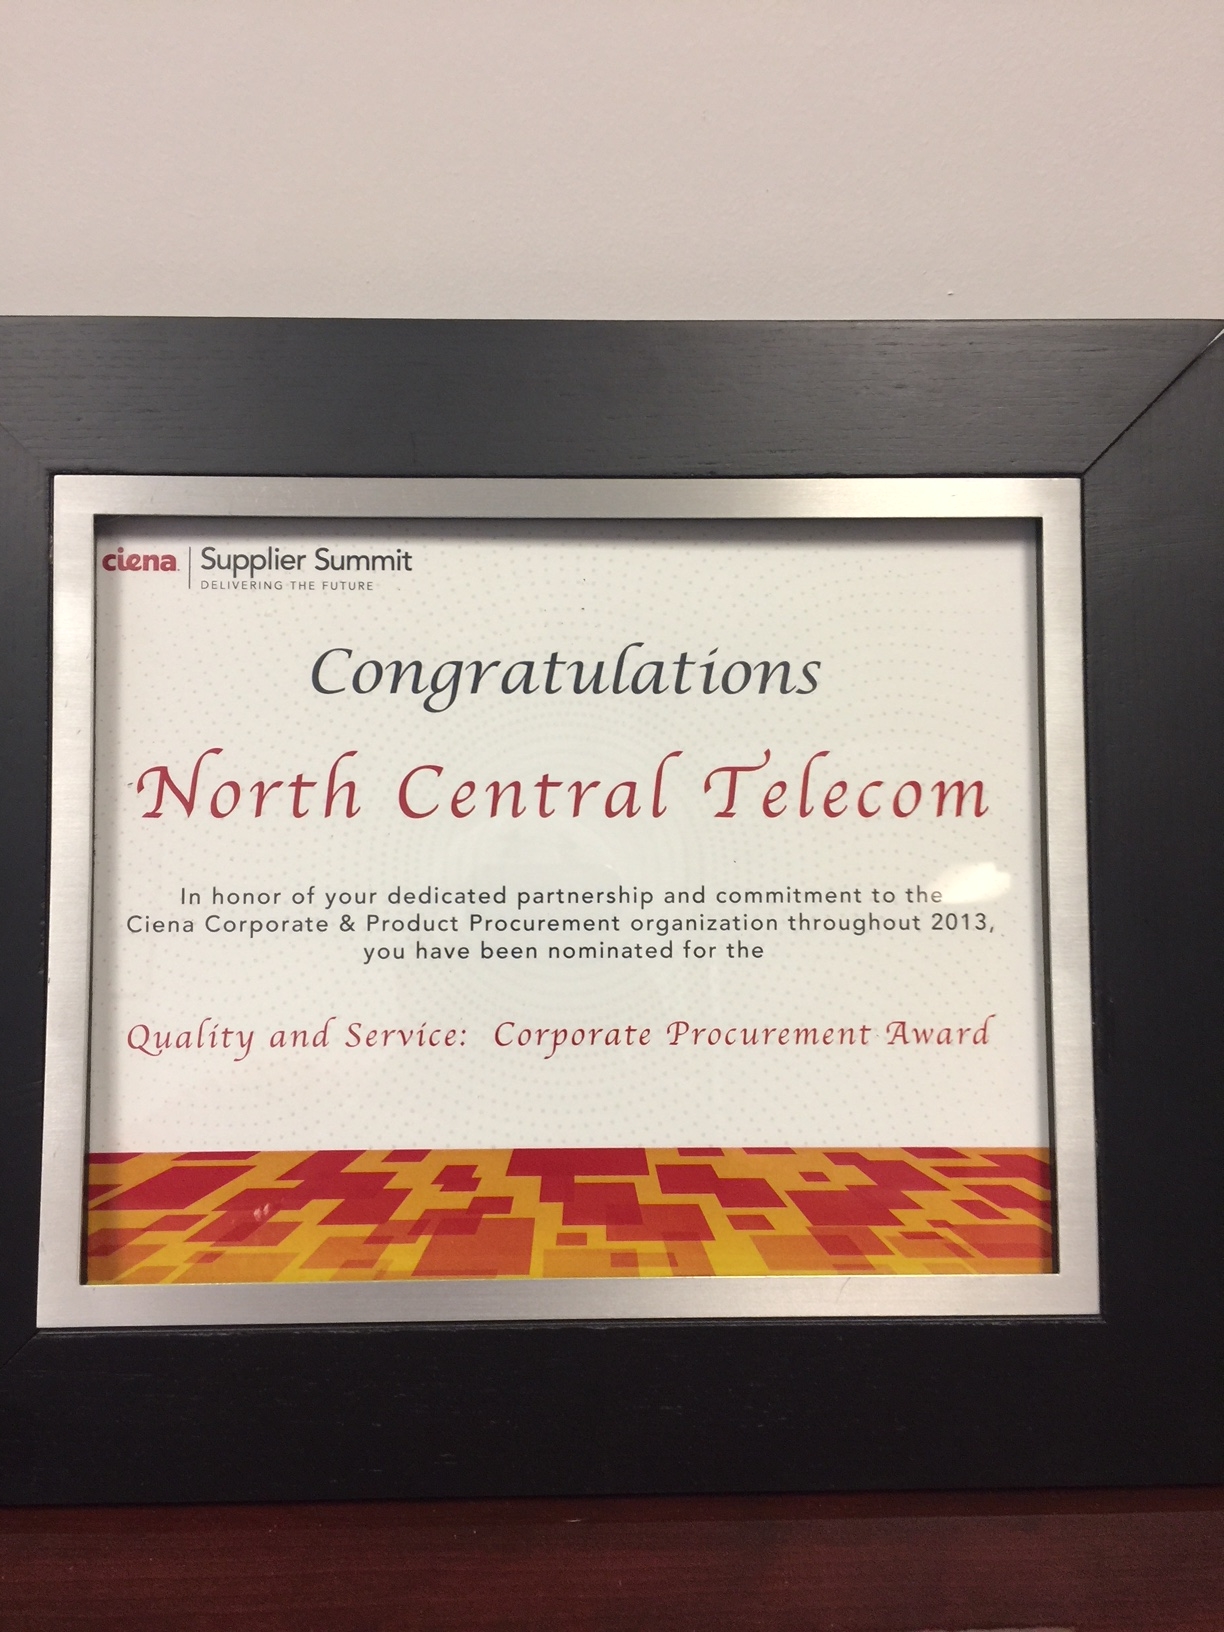 ciena Supplier Summit
DELIVERING THE FUTURE
Congratulations
North Central Telecom
In honor of your dedicated partnership and commitment to the
Ciena Corporate & Product Procurement organization throughout 2013,
you have been nominated for the
Quality and Service: Corporate Procurement Award